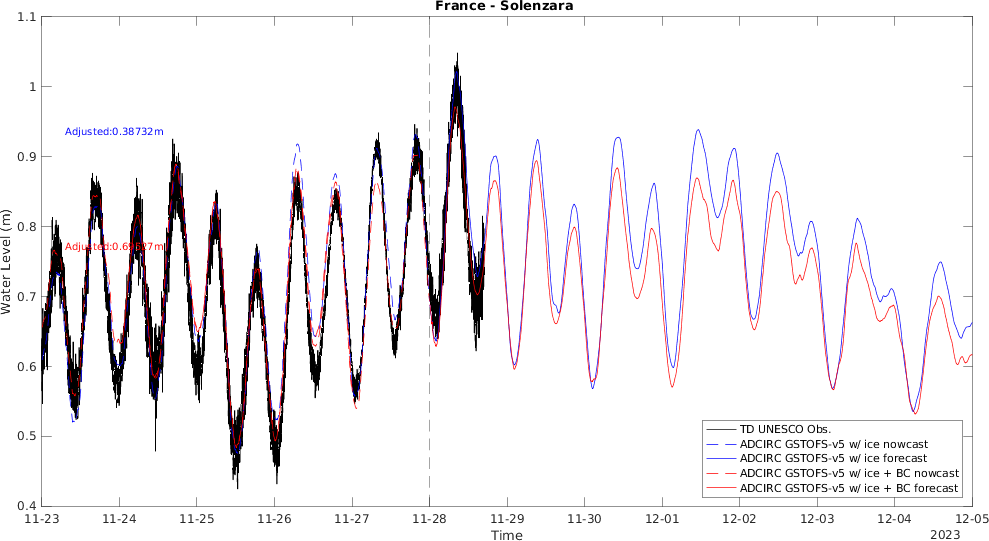 France - Solenzara
Water Level (m)
1.1
1
0.9
0.8
0.7
0.6
0.5
0.4
Adjusted:0.38732m
11-23
11-24
11-25
11-26
11-27
11-28
11-29
11-30
12-01
12-02
12-03
12-04
12-05
Time
2023
TD UNESCO Obs.
ADCIRC GSTOFS-v5 w/ ice nowcast
ADCIRC GSTOFS-v5 w/ ice forecast
ADCIRC GSTOFS-v5 w/ ice + BC nowcast
ADCIRC GSTOFS-v5 w/ ice + BC forecast